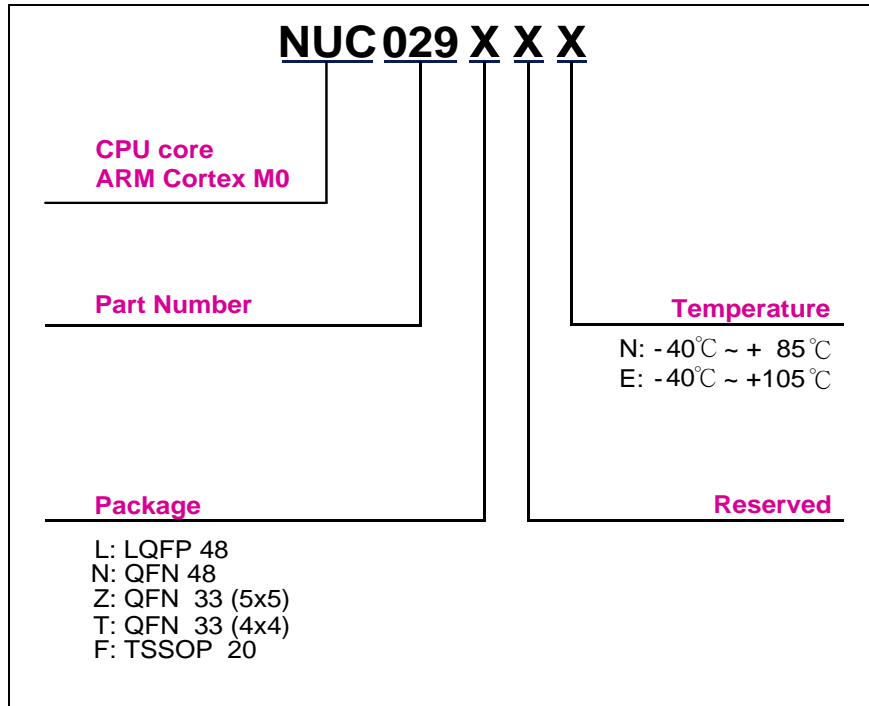 NUC029XXX
CPU core
ARM Cortex M0
Part Number
Temperature
N: -40℃ ~ + 85℃
E: -40℃ ~ +105℃
Package
Reserved
L: LQFP 48
N: QFN 48
Z: QFN 33 (5x5)
T: QFN 33 (4x4)
F: TSSOP 20